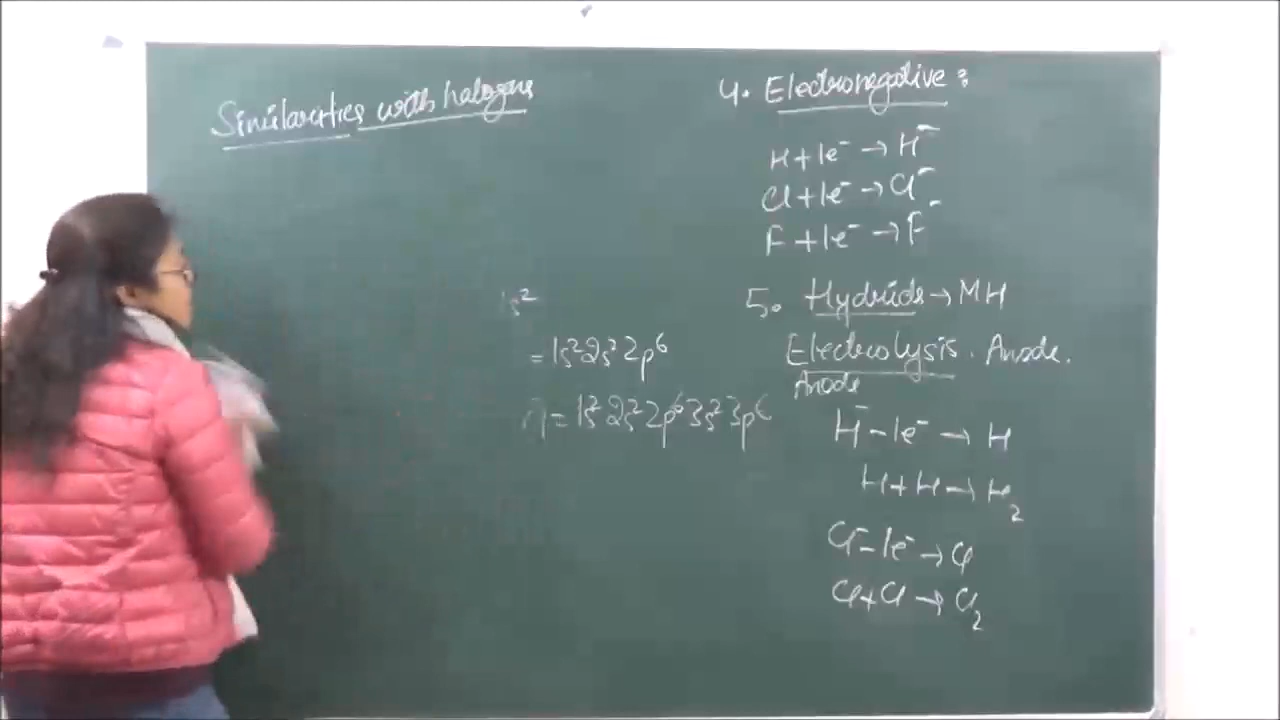 Similarities with halogens
1s²
= 1s² 2s² 2p⁶
= 1s² 2s² 2p⁶ 3s² 3p⁶
4. Electronegative :
H + 1e⁻ → H⁻
Cl + 1e⁻ → Cl⁻
F + 1e⁻ → F⁻
5. Hydride → MH
Electrolysis. Anode.
Anode
H⁻ - 1e⁻ → H
H + H → H₂
Cl⁻ - 1e⁻ → Cl
Cl + Cl → Cl₂